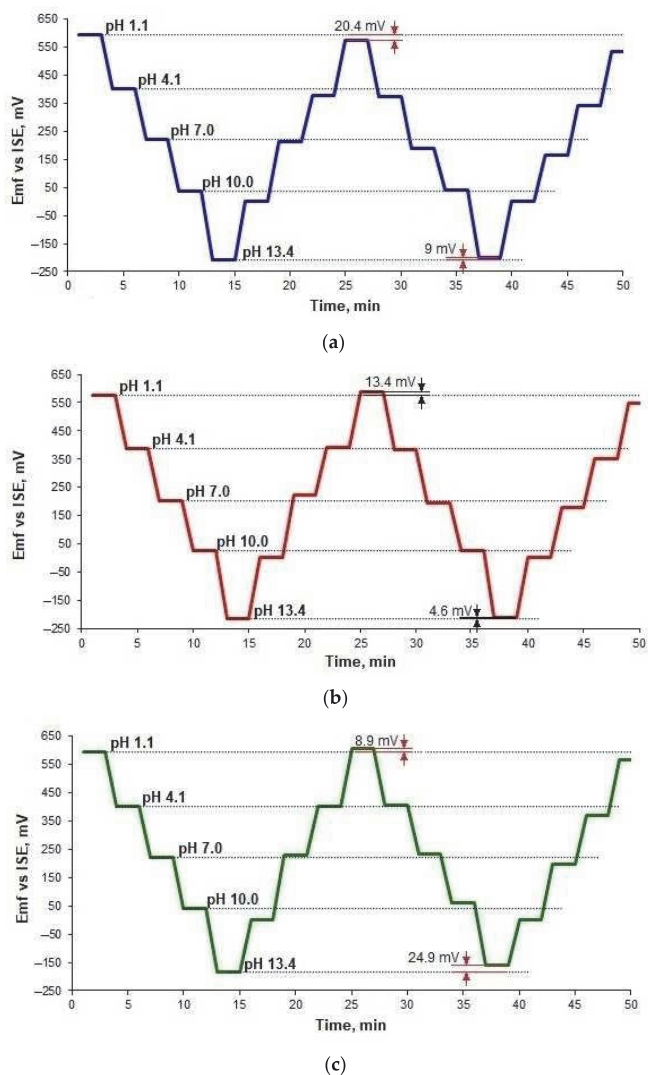 650
550
450
350
250
150
50
−50
−150
−250
Emf vs ISE, mV
pH 1.1
20.4 mV
pH 4.1
pH 7.0
pH 10.0
9 mV
pH 13.4
0 5 10 15 20 25 30 35 40 45 50
Time, min
(a)
650
550
450
350
250
150
50
−50
−150
−250
Emf vs ISE, mV
pH 1.1
13.4 mV
pH 4.1
pH 7.0
pH 10.0
pH 13.4
4.6 mV
0 5 10 15 20 25 30 35 40 45 50
Time, min
(b)
650
550
450
350
250
150
50
−50
−150
−250
Emf vs ISE, mV
pH 1.1
8.9 mV
pH 4.1
pH 7.0
pH 10.0
24.9 mV
pH 13.4
0 5 10 15 20 25 30 35 40 45 50
Time, min
(c)